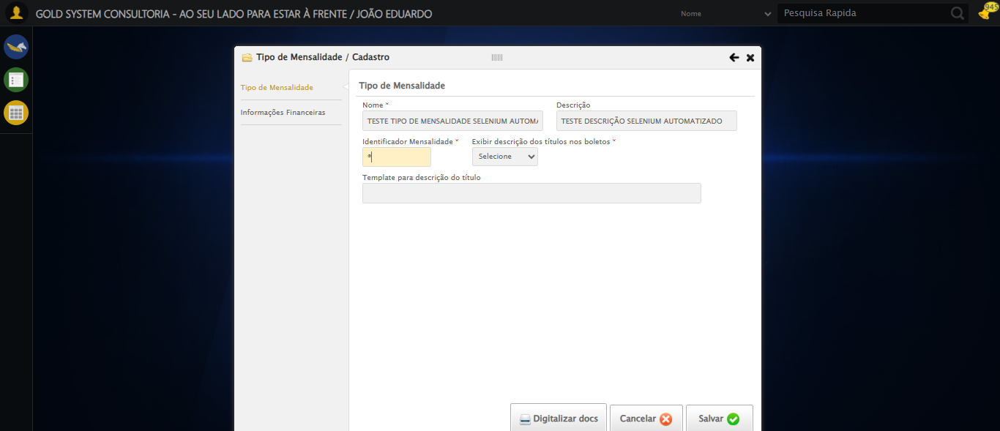 GOLD SYSTEM CONSULTORIA - AO SEU LADO PARA ESTAR À FRENTE / JOÃO EDUARDO
Nome
Pesquisa Rapida
945
Tipo de Mensalidade / Cadastro
Tipo de Mensalidade
Informações Financeiras
Tipo de Mensalidade
Nome *
Descrição
TESTE TIPO DE MENSALIDADE SELENIUM AUTOM
TESTE DESCRIÇÃO SELENIUM AUTOMATIZADO
Identificador Mensalidade *
Exibir descrição dos títulos nos boletos *
Selecione
Template para descrição do título
Digitalizar docs
Cancelar
Salvar